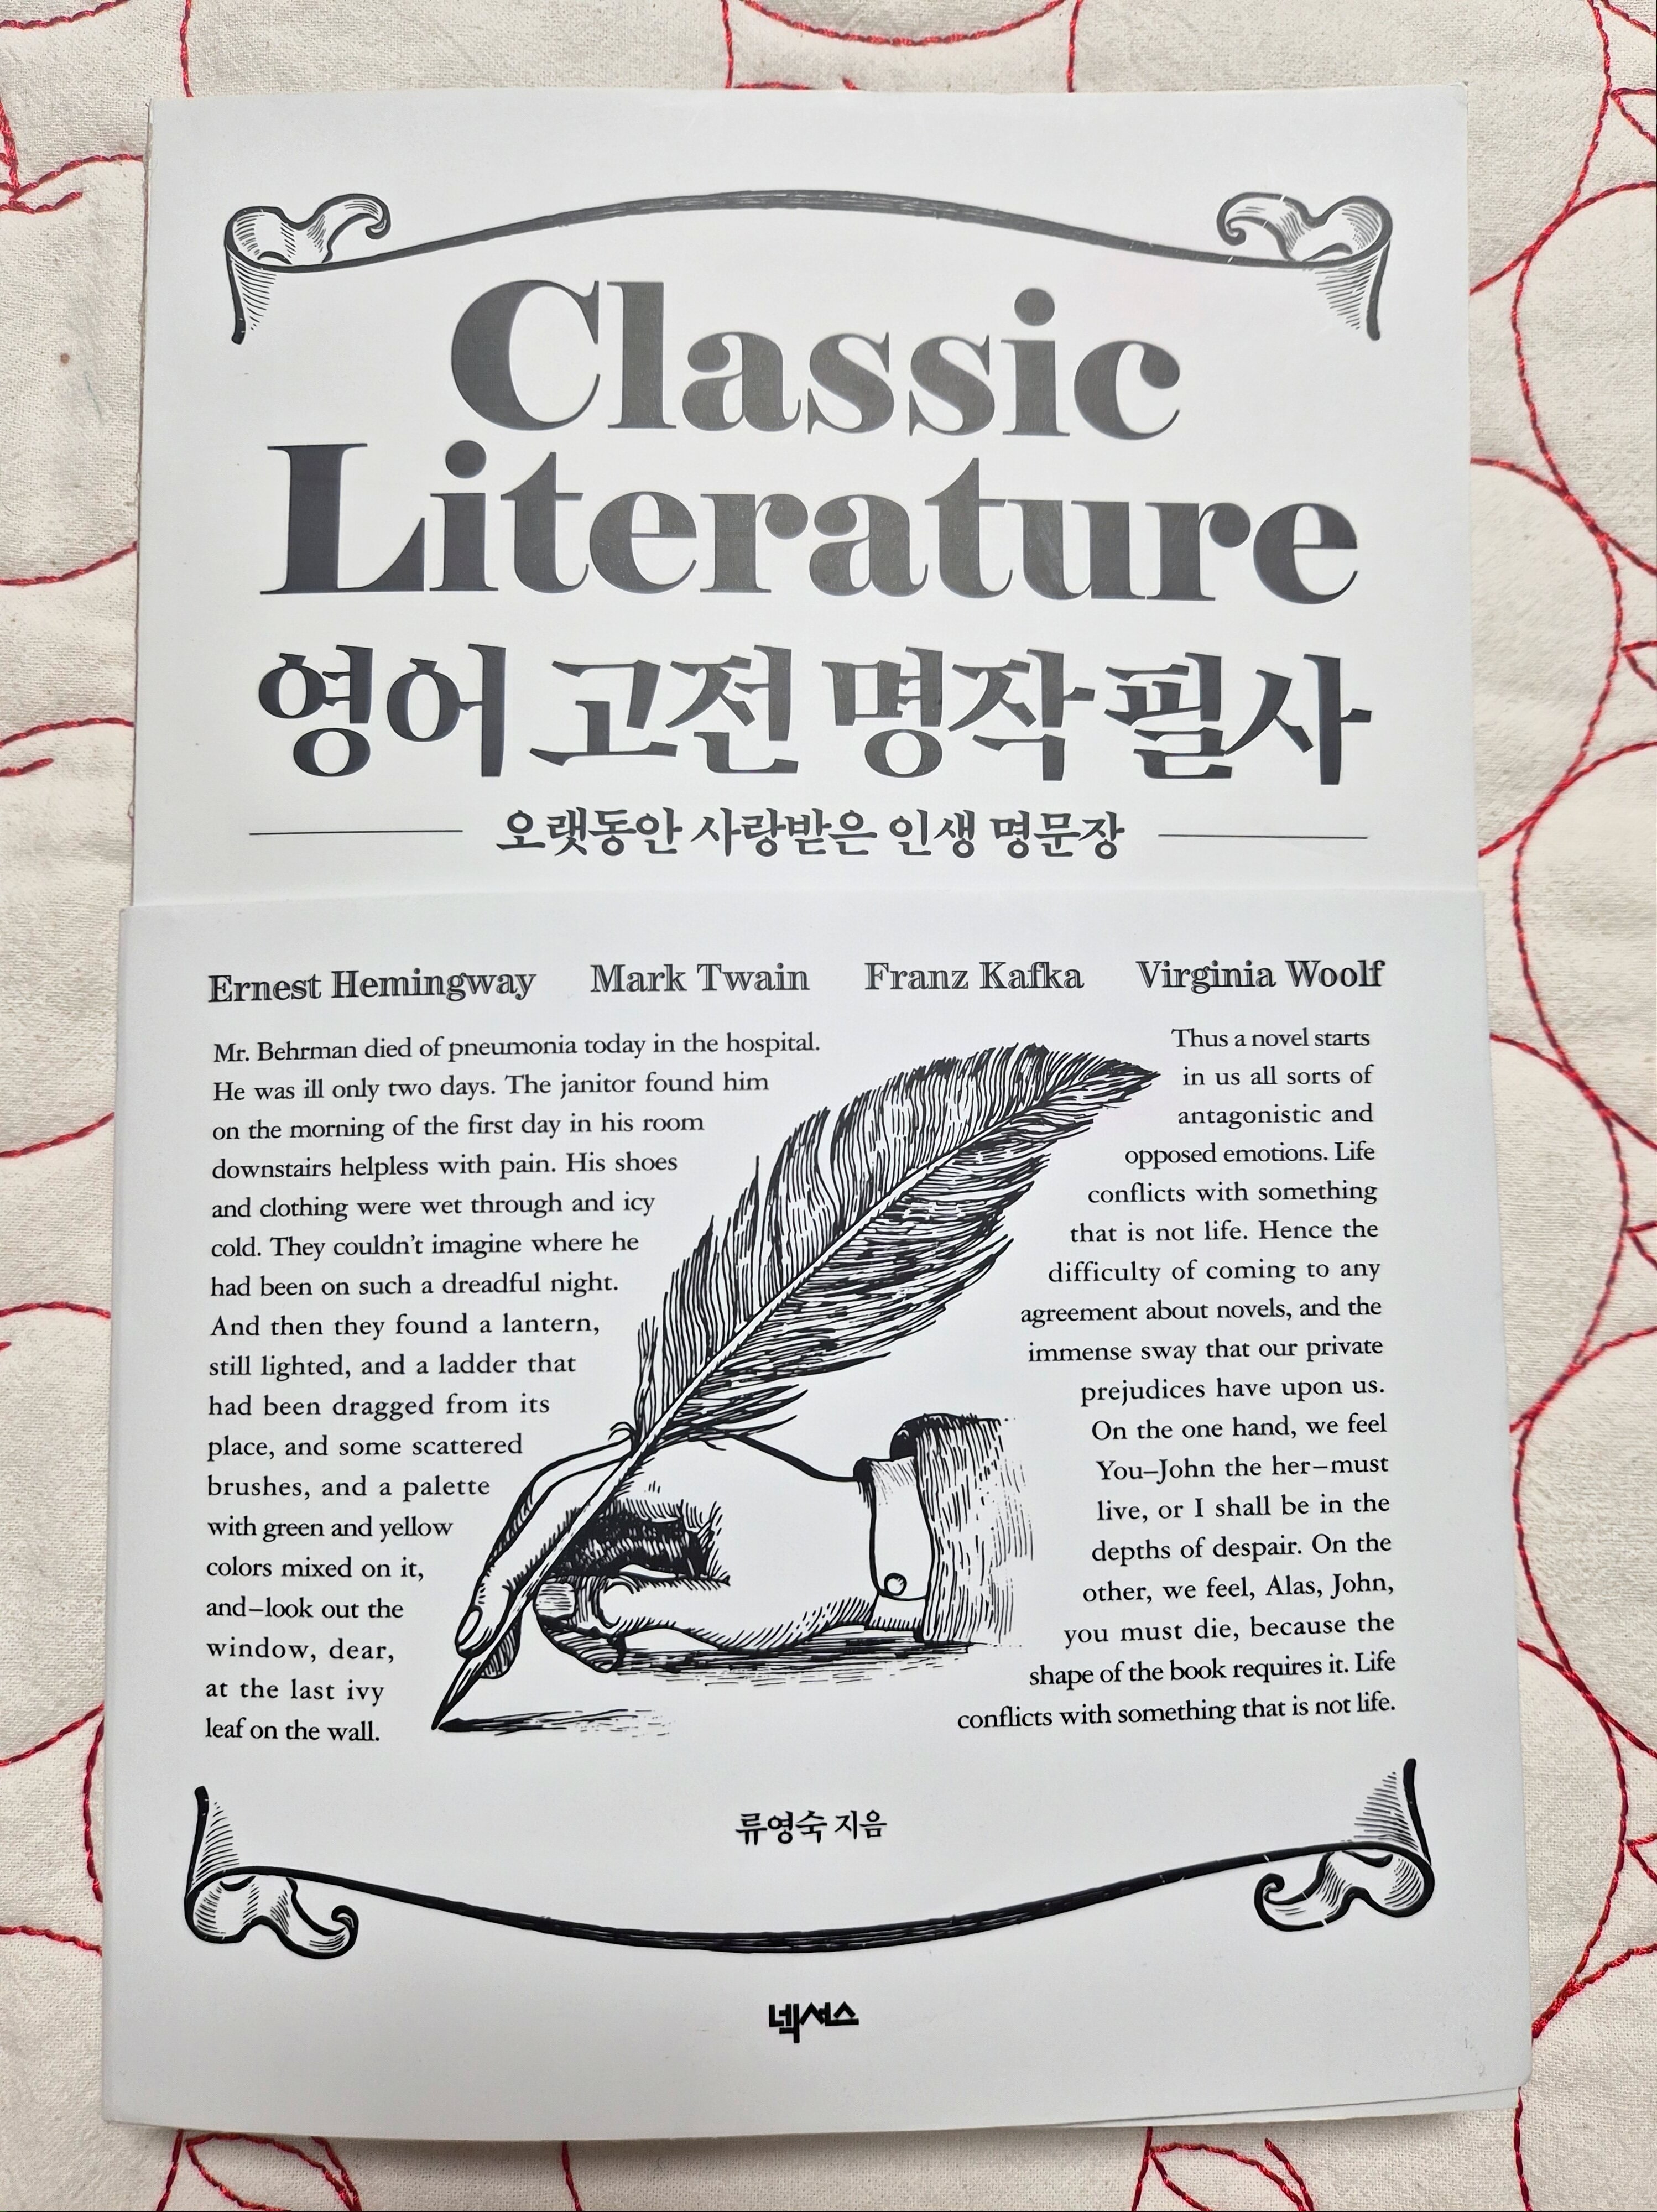 Classic
Literature
영어 고전 명작 필사
오랫동안 사랑받은 인생 명문장
Ernest Hemingway Mark Twain Franz Kafka Virginia Woolf
Mr. Behrman died of pneumonia today in the hospital.
He was ill only two days. The janitor found him
on the morning of the first day in his room
downstairs helpless with pain. His shoes
and clothing were wet through and icy
cold. They couldn't imagine where he
had been on such a dreadful night.
And then they found a lantern,
still lighted, and a ladder that
had been dragged from its
place, and some scattered
brushes, and a palette
with green and yellow
colors mixed on it,
and–look out the
window, dear,
at the last ivy
leaf on the wall.
Thus a novel starts
in us all sorts of
antagonistic and
opposed emotions. Life
conflicts with something
that is not life. Hence the
difficulty of coming to any
agreement about novels, and the
immense sway that our private
prejudices have upon us.
On the one hand, we feel
You–John the her–must
live, or I shall be in the
depths of despair. On the
other, we feel, Alas, John,
you must die, because the
shape of the book requires it. Life
conflicts with something that is not life.
류영숙 지음
넥서스